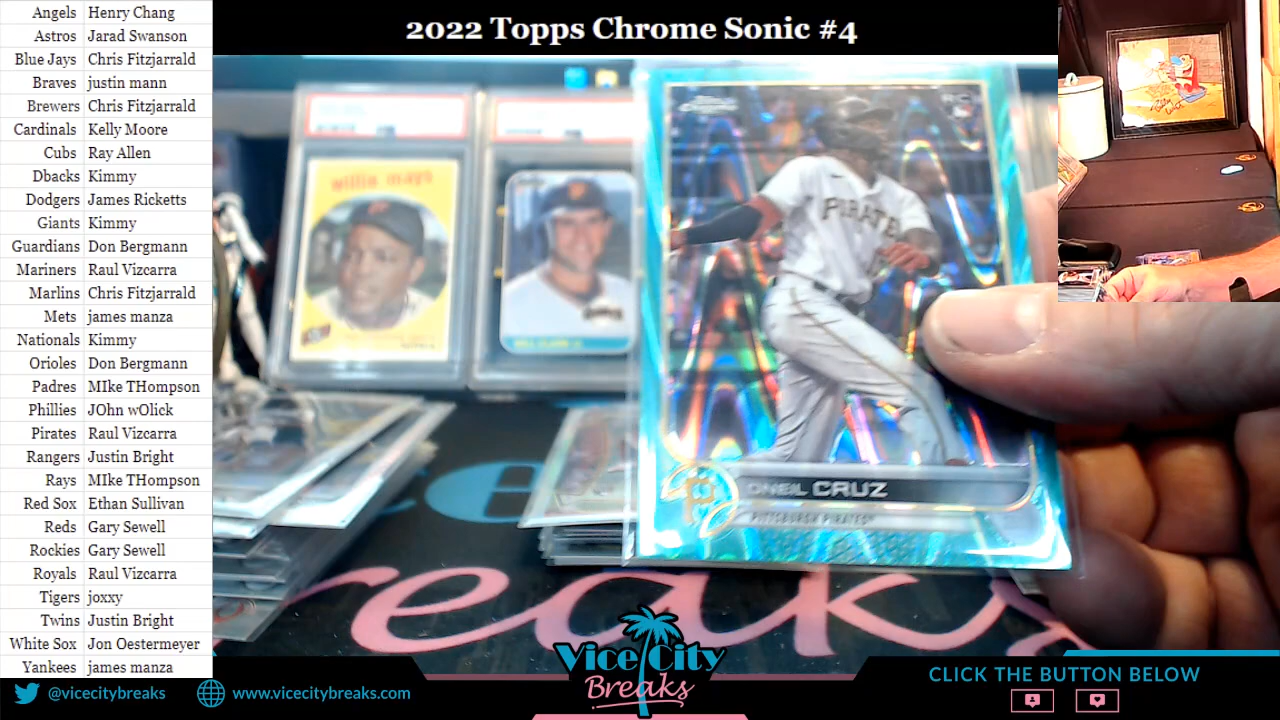 2022 Topps Chrome Sonic #4
Angels Henry Chang
Astros Jarad Swanson
Blue Jays Chris Fitzjarrald
Braves justin mann
Brewers Chris Fitzjarrald
Cardinals Kelly Moore
Cubs Ray Allen
Dbacks Kimmy
Dodgers James Ricketts
Giants Kimmy
Guardians Don Bergmann
Mariners Raul Vizcarra
Marlins Chris Fitzjarrald
Mets james manza
Nationals Kimmy
Orioles Don Bergmann
Padres MIke THompson
Phillies JOhn wOlick
Pirates Raul Vizcarra
Rangers Justin Bright
Rays MIke THompson
Red Sox Ethan Sullivan
Reds Gary Sewell
Rockies Gary Sewell
Royals Raul Vizcarra
Tigers joxxy
Twins Justin Bright
White Sox Jon Oestermeyer
Yankees james manza
willie mays
PIRATE
ONEIL CRUZ
PITTSBURGH PIRATES
reaks
Vice City
Breaks
@vicecitybreaks
www.vicecitybreaks.com
CLICK THE BUTTON BELOW